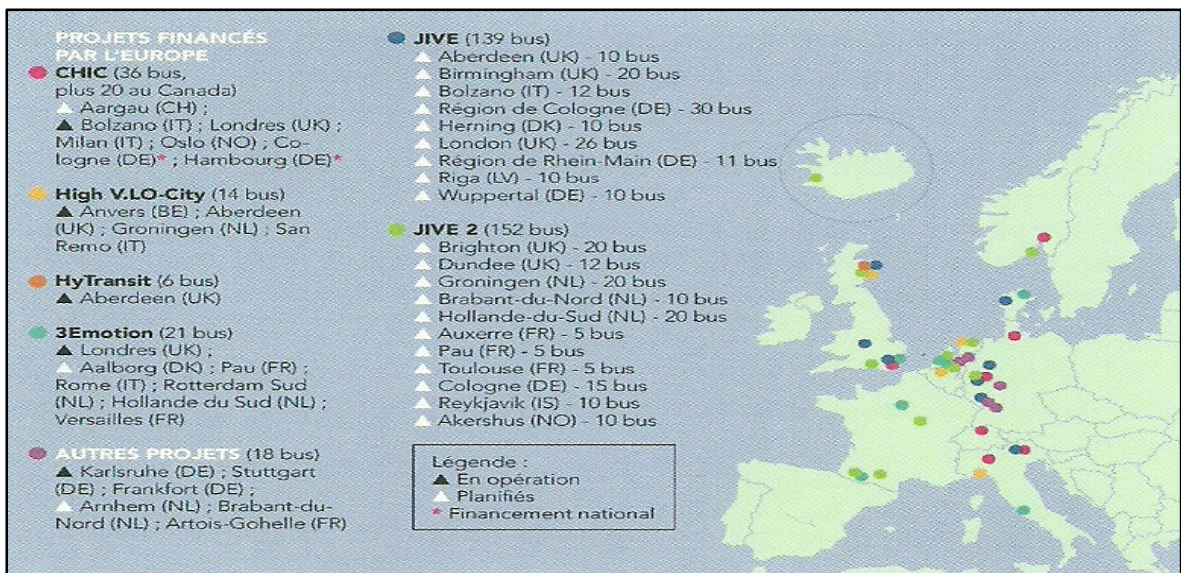 PROJETS FINANCÉS
PAR L'EUROPE
CHIC (36 bus,
plus 20 au Canada)
Aargau (CH) ;
Bolzano (IT) ; Londres (UK) ;
Milan (IT) ; Oslo (NO) ; Co-
logne (DE)* ; Hambourg (DE)*
High V.LO-City (14 bus)
Anvers (BE) ; Aberdeen
(UK) ; Groningen (NL) ; San
Remo (IT)
HyTransit (6 bus)
Aberdeen (UK)
3Emotion (21 bus)
Londres (UK) ;
Aalborg (DK) ; Pau (FR) ;
Rome (IT) ; Rotterdam Sud
(NL) ; Hollande du Sud (NL) ;
Versailles (FR)
AUTRES PROJETS (18 bus)
Karlsruhe (DE) ; Stuttgart
(DE) ; Frankfort (DE) ;
Arnhem (NL) ; Brabant-du-
Nord (NL) ; Artois-Gohelle (FR)
JIVE (139 bus)
Aberdeen (UK) - 10 bus
Birmingham (UK) - 20 bus
Bolzano (IT) - 12 bus
Région de Cologne (DE) - 30 bus
Herning (DK) - 10 bus
London (UK) - 26 bus
Région de Rhein-Main (DE) - 11 bus
Riga (LV) - 10 bus
Wuppertal (DE) - 10 bus
JIVE 2 (152 bus)
Brighton (UK) - 20 bus
Dundee (UK) - 12 bus
Groningen (NL) - 20 bus
Brabant-du-Nord (NL) - 10 bus
Hollande-du-Sud (NL) - 20 bus
Auxerre (FR) - 5 bus
Pau (FR) - 5 bus
Toulouse (FR) - 5 bus
Cologne (DE) - 15 bus
Reykjavik (IS) - 10 bus
Akershus (NO) - 10 bus
Légende :
En opération
Planifiés
* Financement national